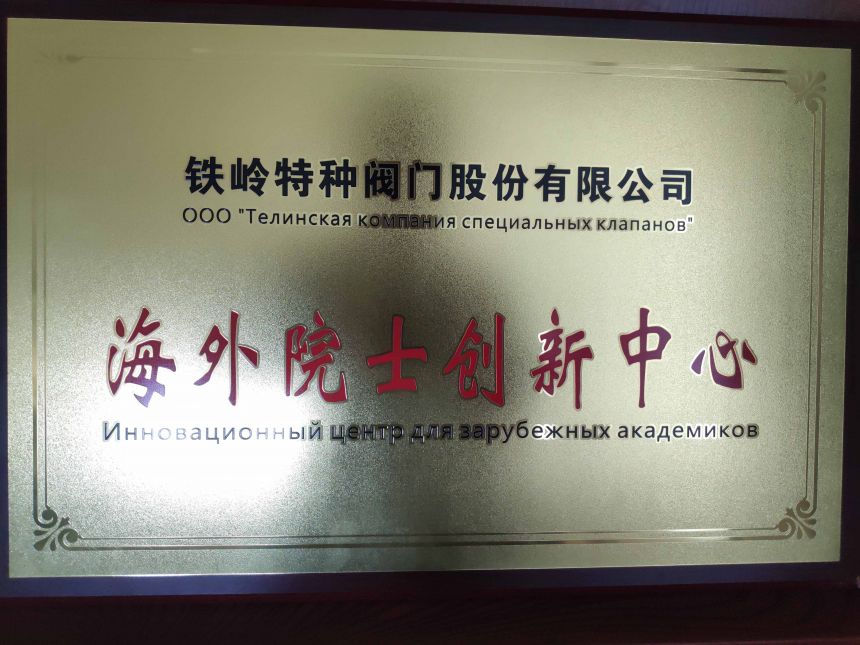 铁岭特种阀门股份有限公司
ООО "Телинская компания специальных клапанов"
海外院士创新中心
Инновационный центр для зарубежных академиков